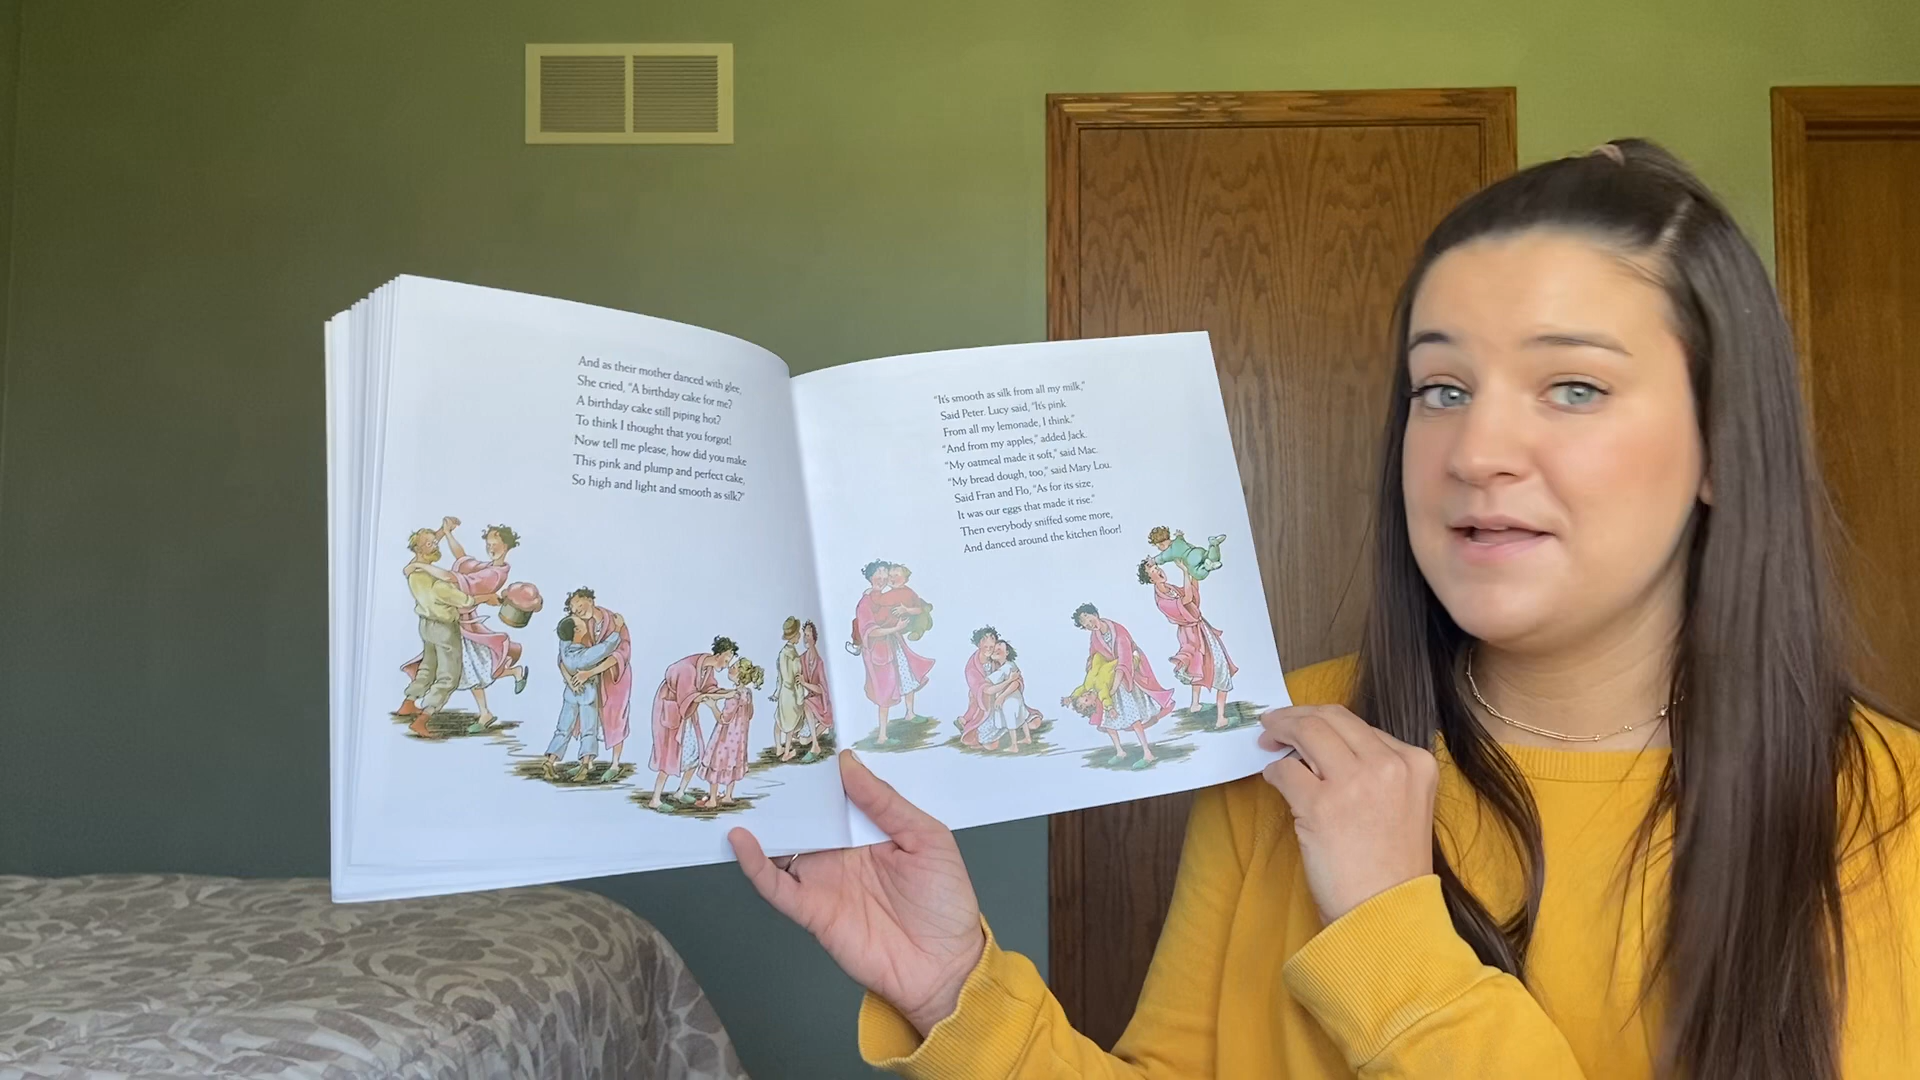 And as their mother danced with glee,
She cried, "A birthday cake for me?
A birthday cake still piping hot?
To think I thought that you forgot!
Now tell me please, how did you make
This pink and plump and perfect cake,
So high and light and smooth as silk?"
"It's smooth as silk from all my milk,"
Said Peter. Lucy said, "It's pink
From all my lemonade, I think."
"And from my apples," added Jack.
"My oatmeal made it soft," said Mac.
"My bread dough, too," said Mary Lou.
Said Fran and Flo, "As for its size,
It was our eggs that made it rise."
Then everybody sniffed some more,
And danced around the kitchen floor!